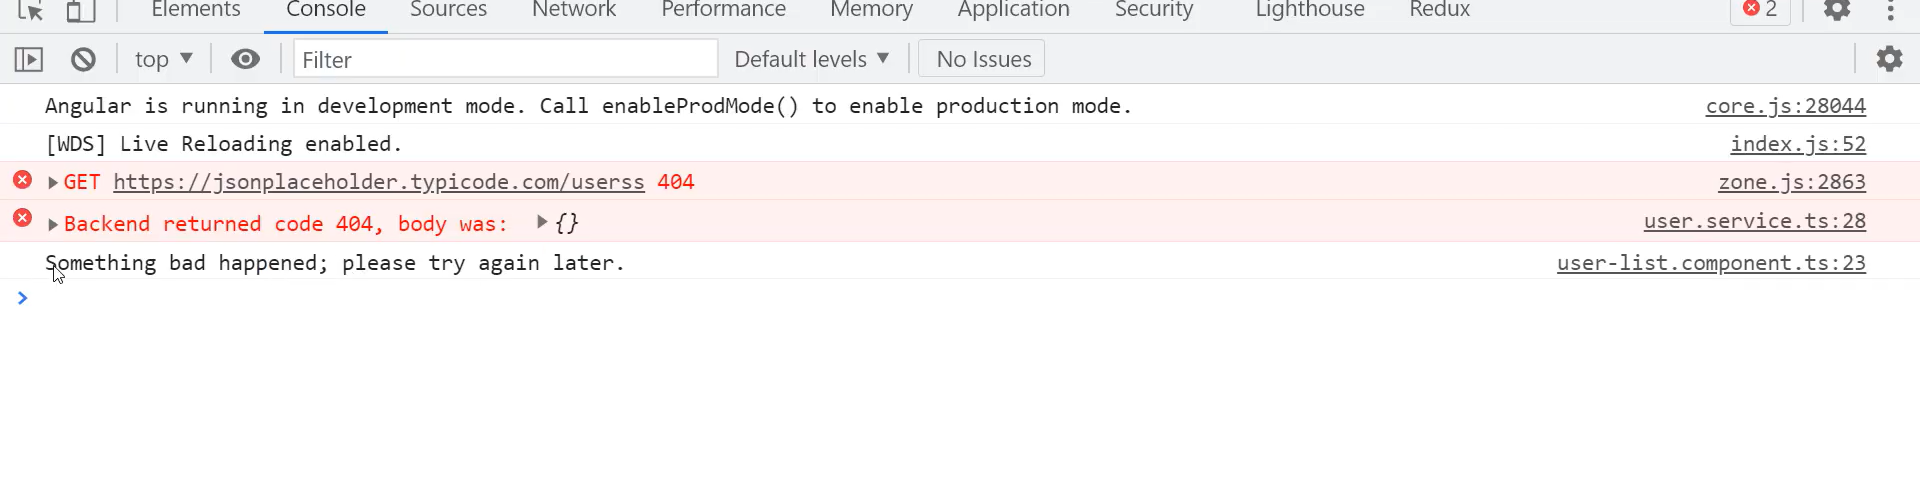 Elements Console Sources Network Performance Memory Application Security Lighthouse Redux 2
top Filter Default levels No Issues
Angular is running in development mode. Call enableProdMode() to enable production mode. core.js:28044
[WDS] Live Reloading enabled. index.js:52
GET https://jsonplaceholder.typicode.com/userss 404 zone.js:2863
Backend returned code 404, body was: {} user.service.ts:28
Something bad happened; please try again later. user-list.component.ts:23